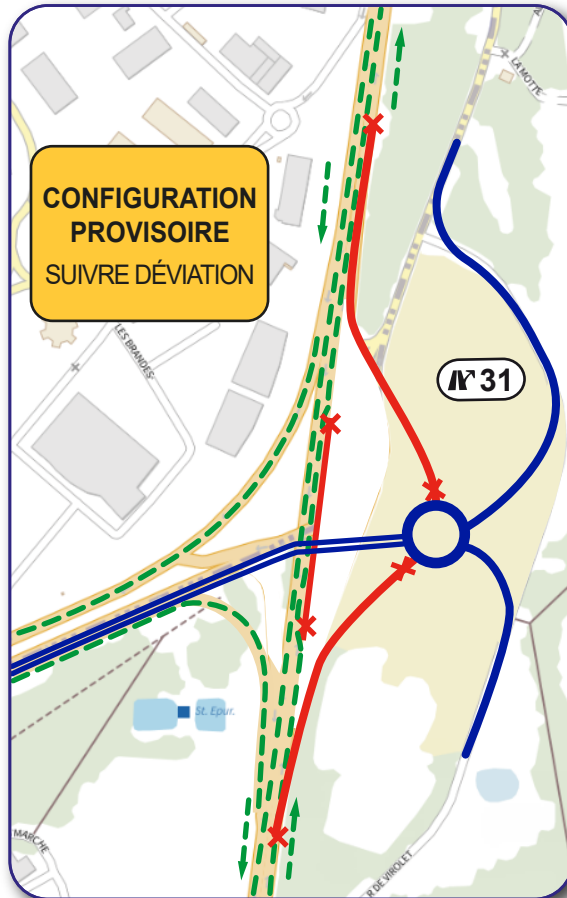 LA MOTTE
CONFIGURATION
PROVISOIRE
SUIVRE DÉVIATION
LES BRANDES
31
St. Epur.
MARCHE
R DE VIROLET